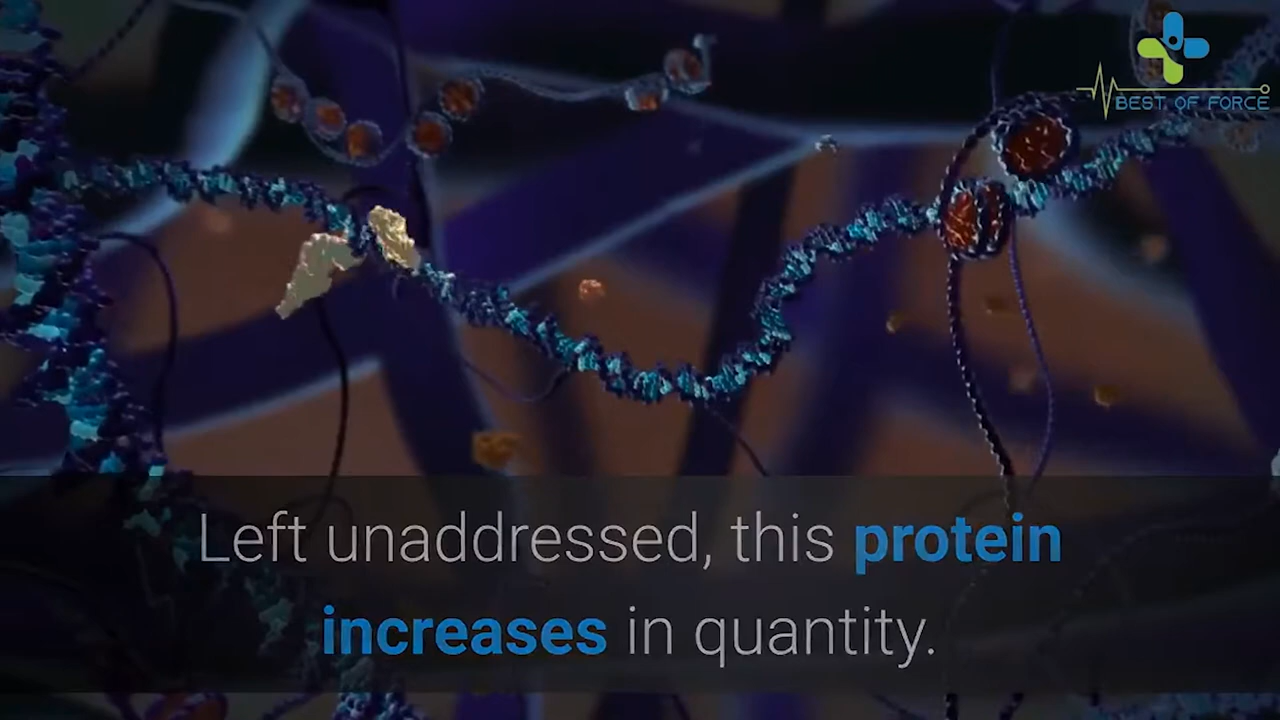 BEST OF FORCE
Left unaddressed, this protein
increases in quantity.